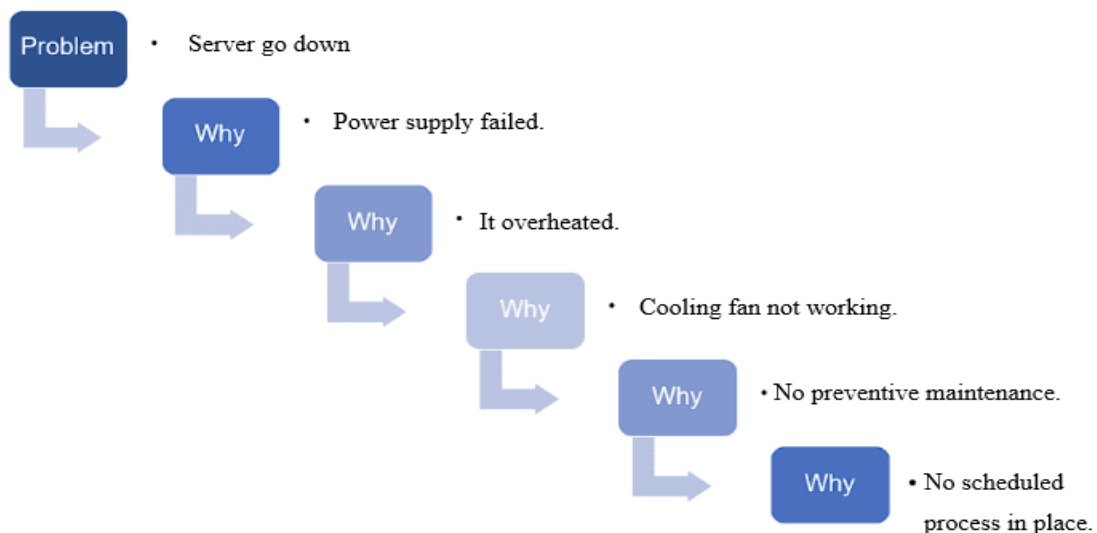 Problem
• Server go down
Why
• Power supply failed.
Why
• It overheated.
Why
• Cooling fan not working.
Why
• No preventive maintenance.
Why
• No scheduled
process in place.